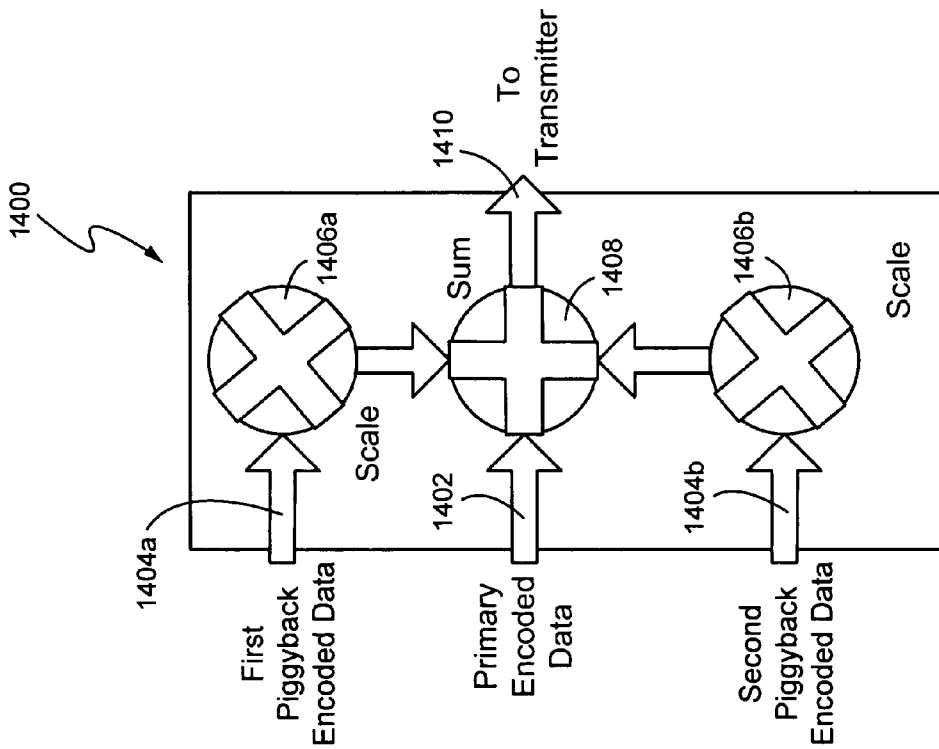 1400
First
Piggyback
Encoded Data
1404a
1406a
Scale
Primary
Encoded
Data
1402
Sum
1408
1410
To
Transmitter
Second
Piggyback
Encoded Data
1404b
1406b
Scale